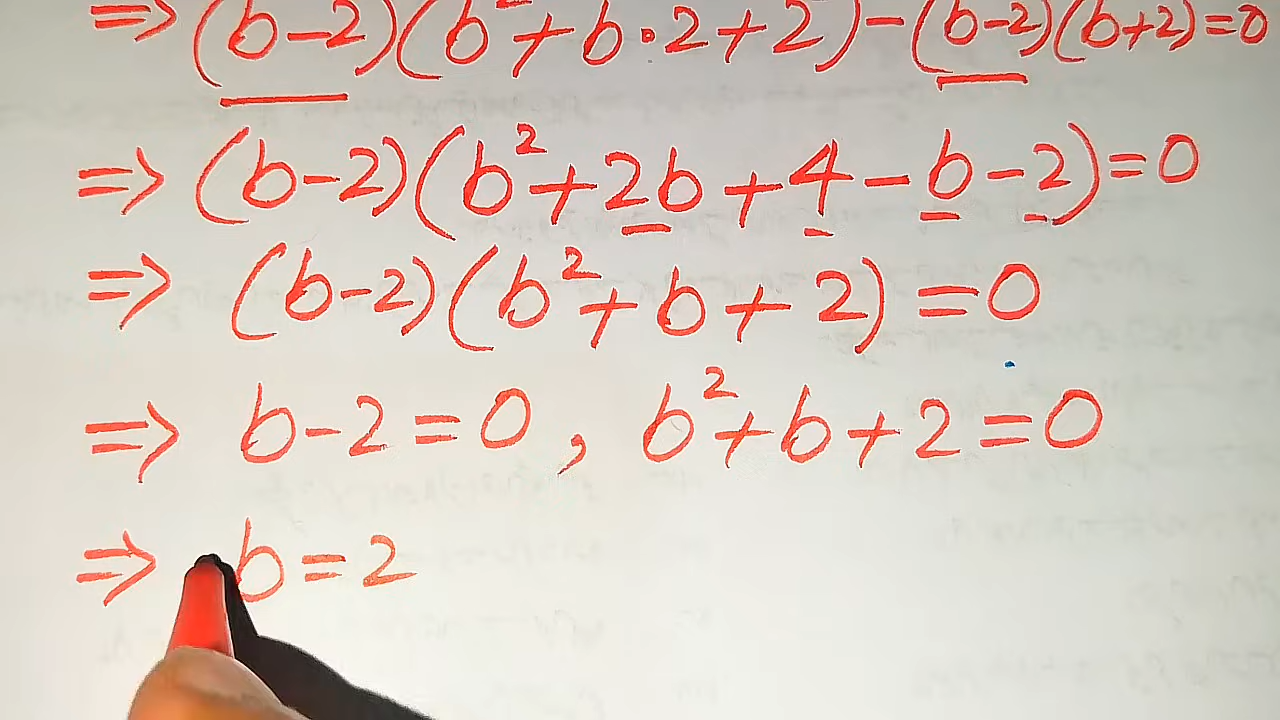 ⇒ (b-2)(b²+b·2+2)-(b-2)(b+2)=0
⇒ (b-2)(b²+2b+4-b-2)=0
⇒ (b-2)(b²+b+2)=0
⇒ b-2=0, b²+b+2=0
⇒ b=2